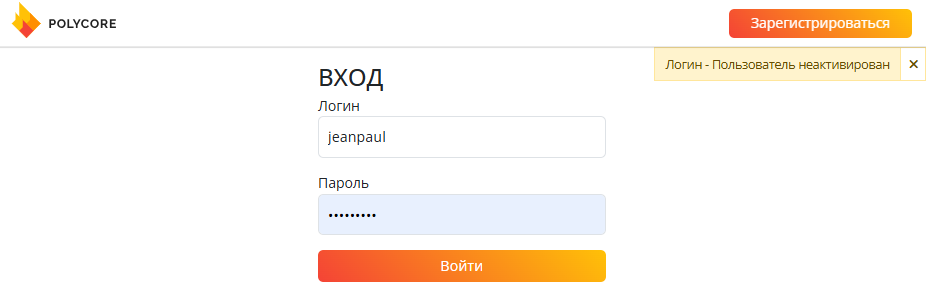 POLYCORE
Зарегистрироваться
Логин - Пользователь неактивирован ×
ВХОД
Логин
jeanpaul
Пароль
•••••••••
Войти